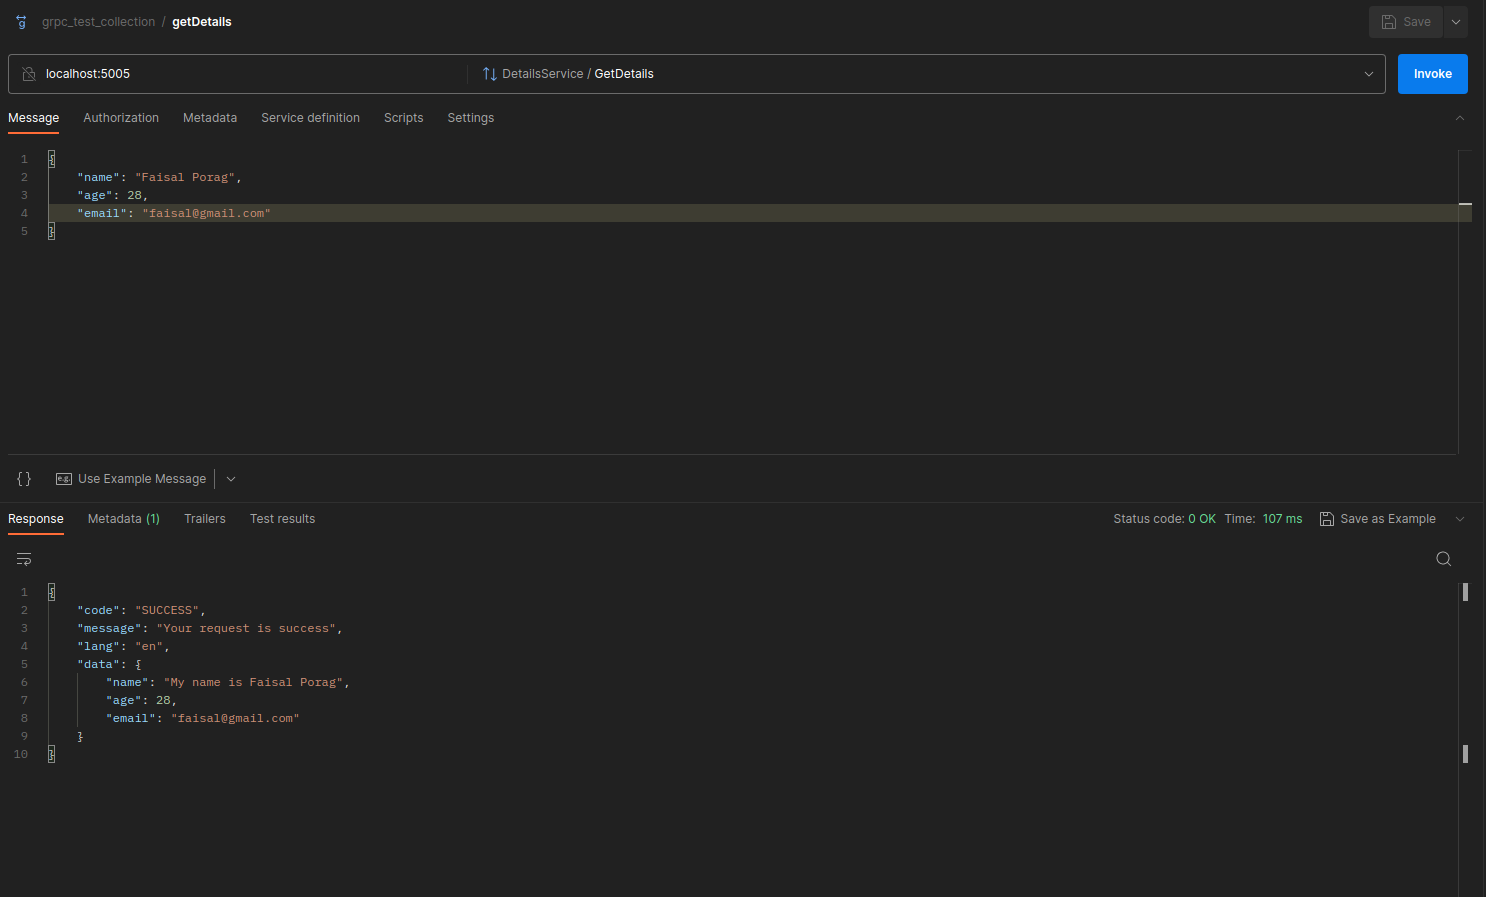 grpc_test_collection / getDetails
Save
localhost:5005
DetailsService / GetDetails
Invoke
Message Authorization Metadata Service definition Scripts Settings
1 {
2 "name": "Faisal Porag",
3 "age": 28,
4 "email": "faisal@gmail.com"
5 }
{} e.g. Use Example Message
Response Metadata (1) Trailers Test results
Status code: 0 OK Time: 107 ms Save as Example
1 {
2 "code": "SUCCESS",
3 "message": "Your request is success",
4 "lang": "en",
5 "data": {
6 "name": "My name is Faisal Porag",
7 "age": 28,
8 "email": "faisal@gmail.com"
9 }
10 }